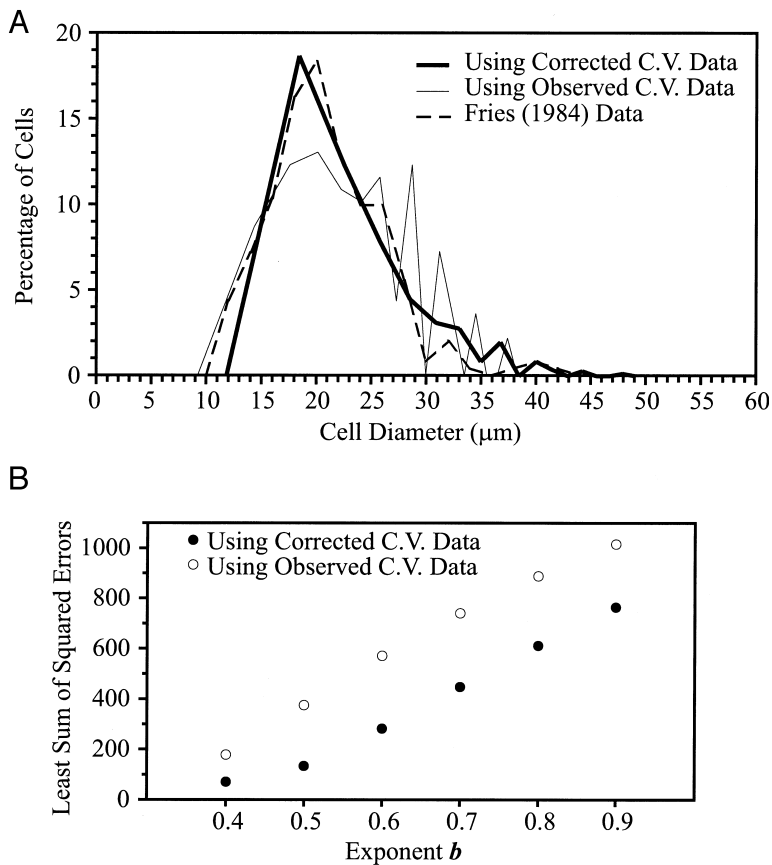 A
20
15
10
5
0
Percentage of Cells
Using Corrected C.V. Data
Using Observed C.V. Data
Fries (1984) Data
0 5 10 15 20 25 30 35 40 45 50 55 60
Cell Diameter (μm)
B
1000
800
600
400
200
0
Least Sum of Squared Errors
Using Corrected C.V. Data
Using Observed C.V. Data
0.4 0.5 0.6 0.7 0.8 0.9
Exponent b